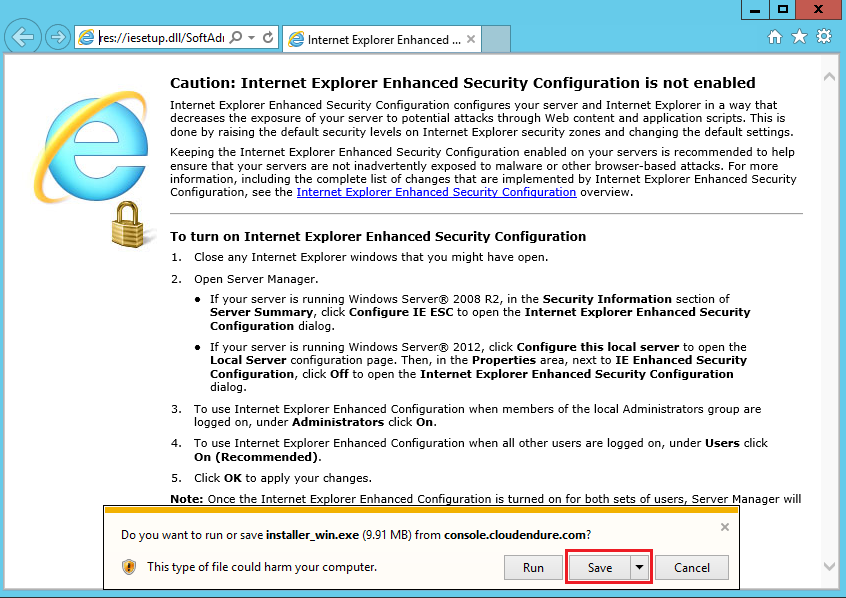 res://iesetup.dll/SoftAd
Internet Explorer Enhanced ...
Caution: Internet Explorer Enhanced Security Configuration is not enabled
Internet Explorer Enhanced Security Configuration configures your server and Internet Explorer in a way that
decreases the exposure of your server to potential attacks through Web content and application scripts. This is
done by raising the default security levels on Internet Explorer security zones and changing the default settings.
Keeping the Internet Explorer Enhanced Security Configuration enabled on your servers is recommended to help
ensure that your servers are not inadvertently exposed to malware or other browser-based attacks. For more
information, including the complete list of changes that are implemented by Internet Explorer Enhanced Security
Configuration, see the Internet Explorer Enhanced Security Configuration overview.
To turn on Internet Explorer Enhanced Security Configuration
1. Close any Internet Explorer windows that you might have open.
2. Open Server Manager.
• If your server is running Windows Server® 2008 R2, in the Security Information section of
Server Summary, click Configure IE ESC to open the Internet Explorer Enhanced Security
Configuration dialog.
• If your server is running Windows Server® 2012, click Configure this local server to open the
Local Server configuration page. Then, in the Properties area, next to IE Enhanced Security
Configuration, click Off to open the Internet Explorer Enhanced Security Configuration
dialog.
3. To use Internet Explorer Enhanced Configuration when members of the local Administrators group are
logged on, under Administrators click On.
4. To use Internet Explorer Enhanced Configuration when all other users are logged on, under Users click
On (Recommended).
5. Click OK to apply your changes.
Note: Once the Internet Explorer Enhanced Configuration is turned on for both sets of users, Server Manager will
Do you want to run or save installer_win.exe (9.91 MB) from console.cloudendure.com?
This type of file could harm your computer.
Run
Save
Cancel